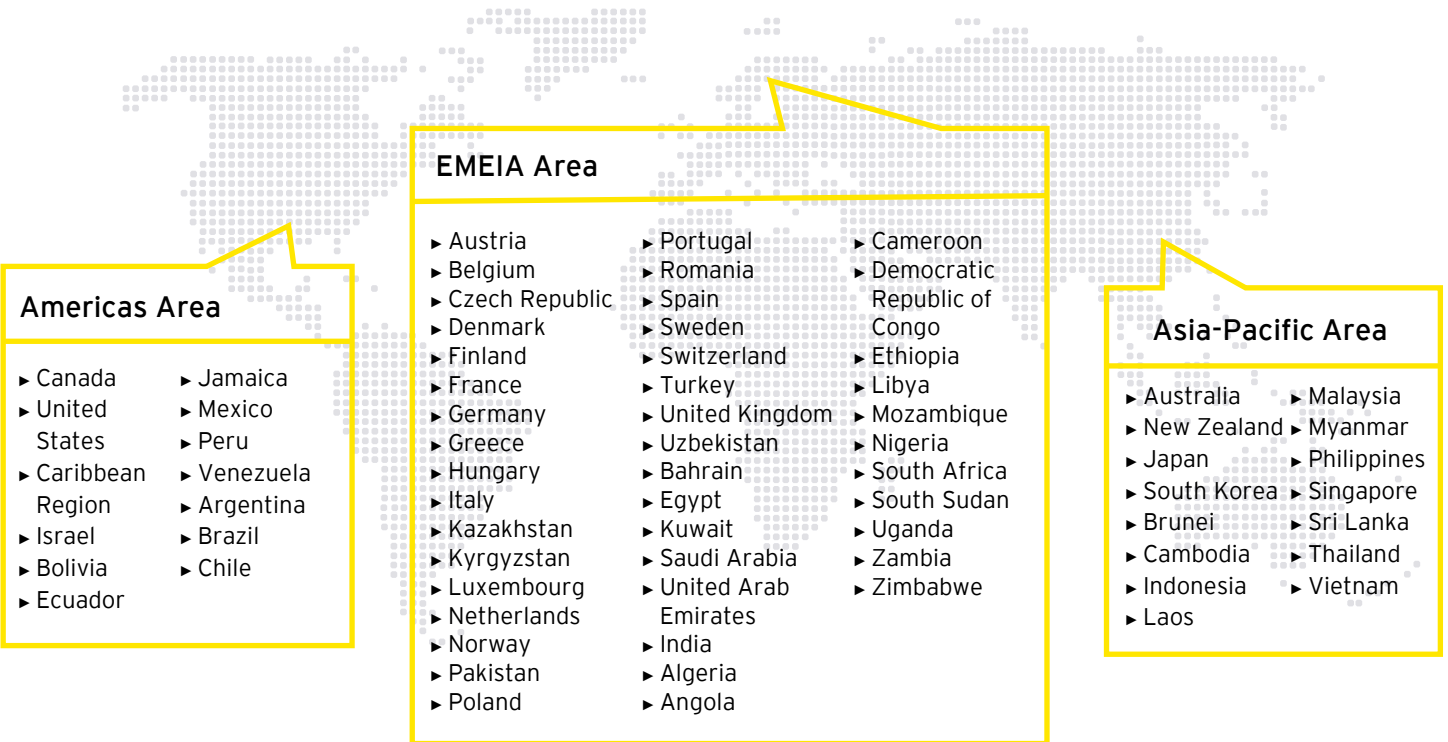 EMEIA Area
► Austria
► Belgium
► Czech Republic
► Denmark
► Finland
► France
► Germany
► Greece
► Hungary
► Italy
► Kazakhstan
► Kyrgyzstan
► Luxembourg
► Netherlands
► Norway
► Pakistan
► Poland
► Portugal
► Romania
► Spain
► Sweden
► Switzerland
► Turkey
► United Kingdom
► Uzbekistan
► Bahrain
► Egypt
► Kuwait
► Saudi Arabia
► United Arab
Emirates
► India
► Algeria
► Angola
► Cameroon
► Democratic
Republic of
Congo
► Ethiopia
► Libya
► Mozambique
► Nigeria
► South Africa
► South Sudan
► Uganda
► Zambia
► Zimbabwe
Americas Area
► Canada
► United
States
► Caribbean
Region
► Israel
► Bolivia
► Ecuador
► Jamaica
► Mexico
► Peru
► Venezuela
► Argentina
► Brazil
► Chile
Asia-Pacific Area
► Australia
► New Zealand
► Japan
► South Korea
► Brunei
► Cambodia
► Indonesia
► Laos
► Malaysia
► Myanmar
► Philippines
► Singapore
► Sri Lanka
► Thailand
► Vietnam